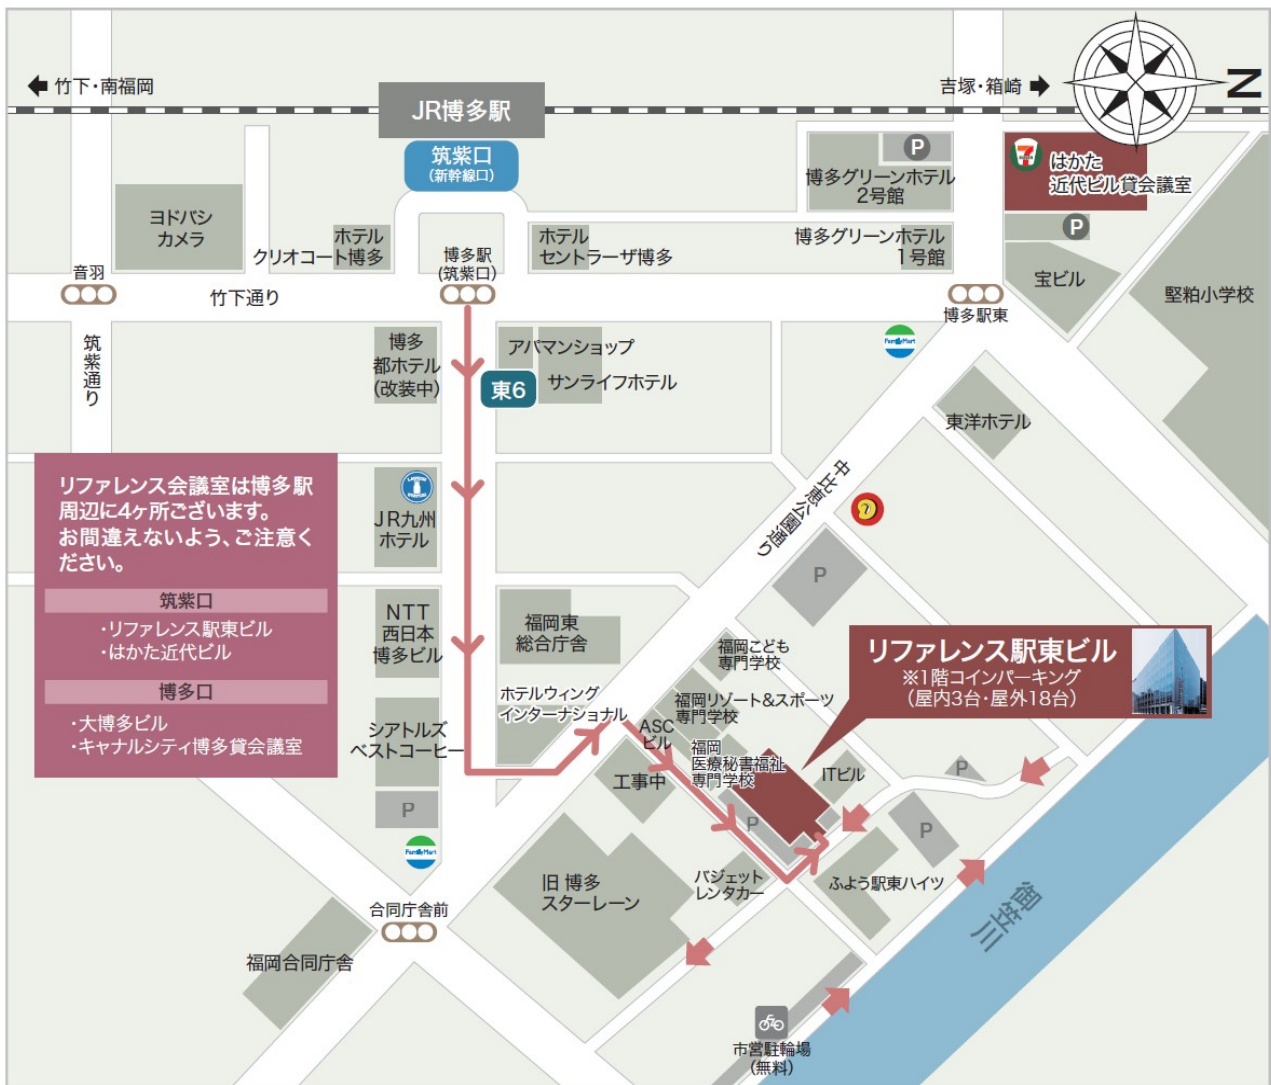 竹下・南福岡
吉塚・箱崎
N
JR博多駅
筑紫口
(新幹線口)
P
博多グリーンホテル
2号館
7
はかた
近代ビル貸会議室
P
ヨドバシ
カメラ
ホテル
クリオコート博多
博多駅
(筑紫口)
ホテル
セントラーザ博多
博多グリーンホテル
1号館
音羽
竹下通り
博多駅東
宝ビル
堅粕小学校
筑紫通り
博多
都ホテル
(改装中)
アパマンショップ
サンライフホテル
東6
FamilyMart
東洋ホテル
中比恵公園通り
リファレンス会議室は博多駅
周辺に4ヶ所ございます。
お間違えないよう、ご注意く
ださい。
筑紫口
・リファレンス駅東ビル
・はかた近代ビル
博多口
・大博多ビル
・キャナルシティ博多貸会議室
JR九州
ホテル
P
NTT
西日本
博多ビル
福岡東
総合庁舎
福岡こども
専門学校
リファレンス駅東ビル
※1階コインパーキング
(屋内3台・屋外18台)
ホテルウィング
インターナショナル
福岡リゾート&スポーツ
専門学校
シアトルズ
ベストコーヒー
ASC
ビル
福岡
医療秘書福祉
専門学校
工事中
ITビル
P
P
P
P
FamilyMart
旧 博多
スターレーン
バジェット
レンタカー
ふよう駅東ハイツ
御笠川
合同庁舎前
福岡合同庁舎
市営駐輪場
(無料)